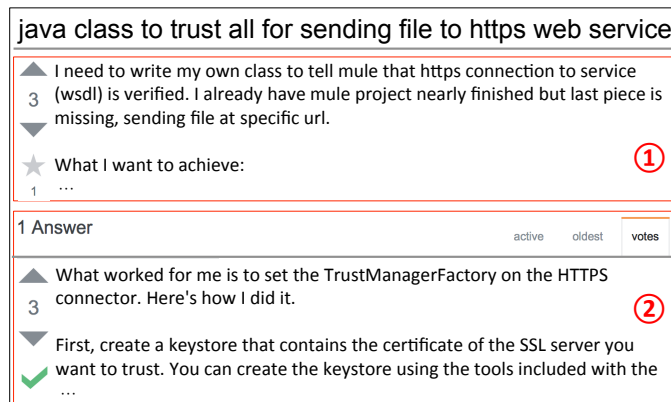 java class to trust all for sending file to https web service
I need to write my own class to tell mule that https connection to service
3
(wsdl) is verified. I already have mule project nearly finished but last piece is
missing, sending file at specific url.
What I want to achieve:
①
1
...
1 Answer
active oldest votes
What worked for me is to set the TrustManagerFactory on the HTTPS
3
connector. Here's how I did it.
②
First, create a keystore that contains the certificate of the SSL server you
want to trust. You can create the keystore using the tools included with the
...